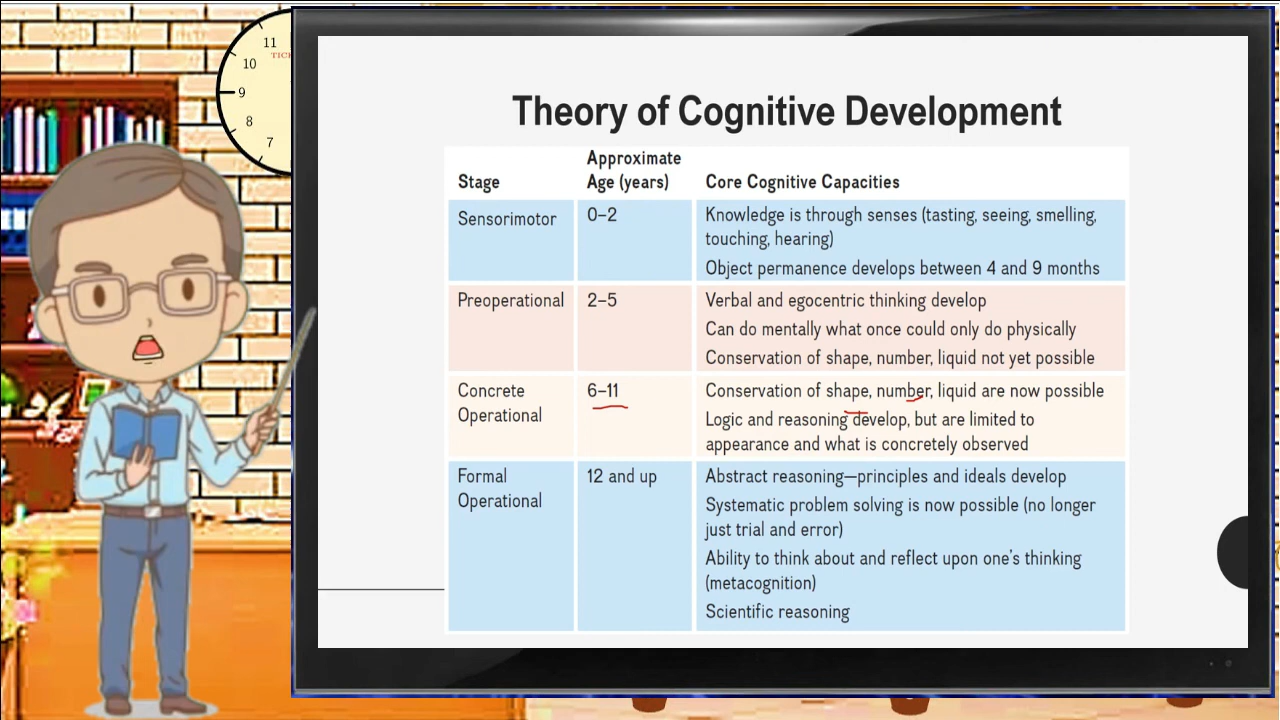 11
TICK
10
9
8
7
Theory of Cognitive Development
Approximate
Stage Age (years) Core Cognitive Capacities
Sensorimotor 0–2 Knowledge is through senses (tasting, seeing, smelling,
touching, hearing)
Object permanence develops between 4 and 9 months
Preoperational 2–5 Verbal and egocentric thinking develop
Can do mentally what once could only do physically
Conservation of shape, number, liquid not yet possible
Concrete 6–11 Conservation of shape, number, liquid are now possible
Operational Logic and reasoning develop, but are limited to
appearance and what is concretely observed
Formal 12 and up Abstract reasoning—principles and ideals develop
Operational Systematic problem solving is now possible (no longer
just trial and error)
Ability to think about and reflect upon one's thinking
(metacognition)
Scientific reasoning